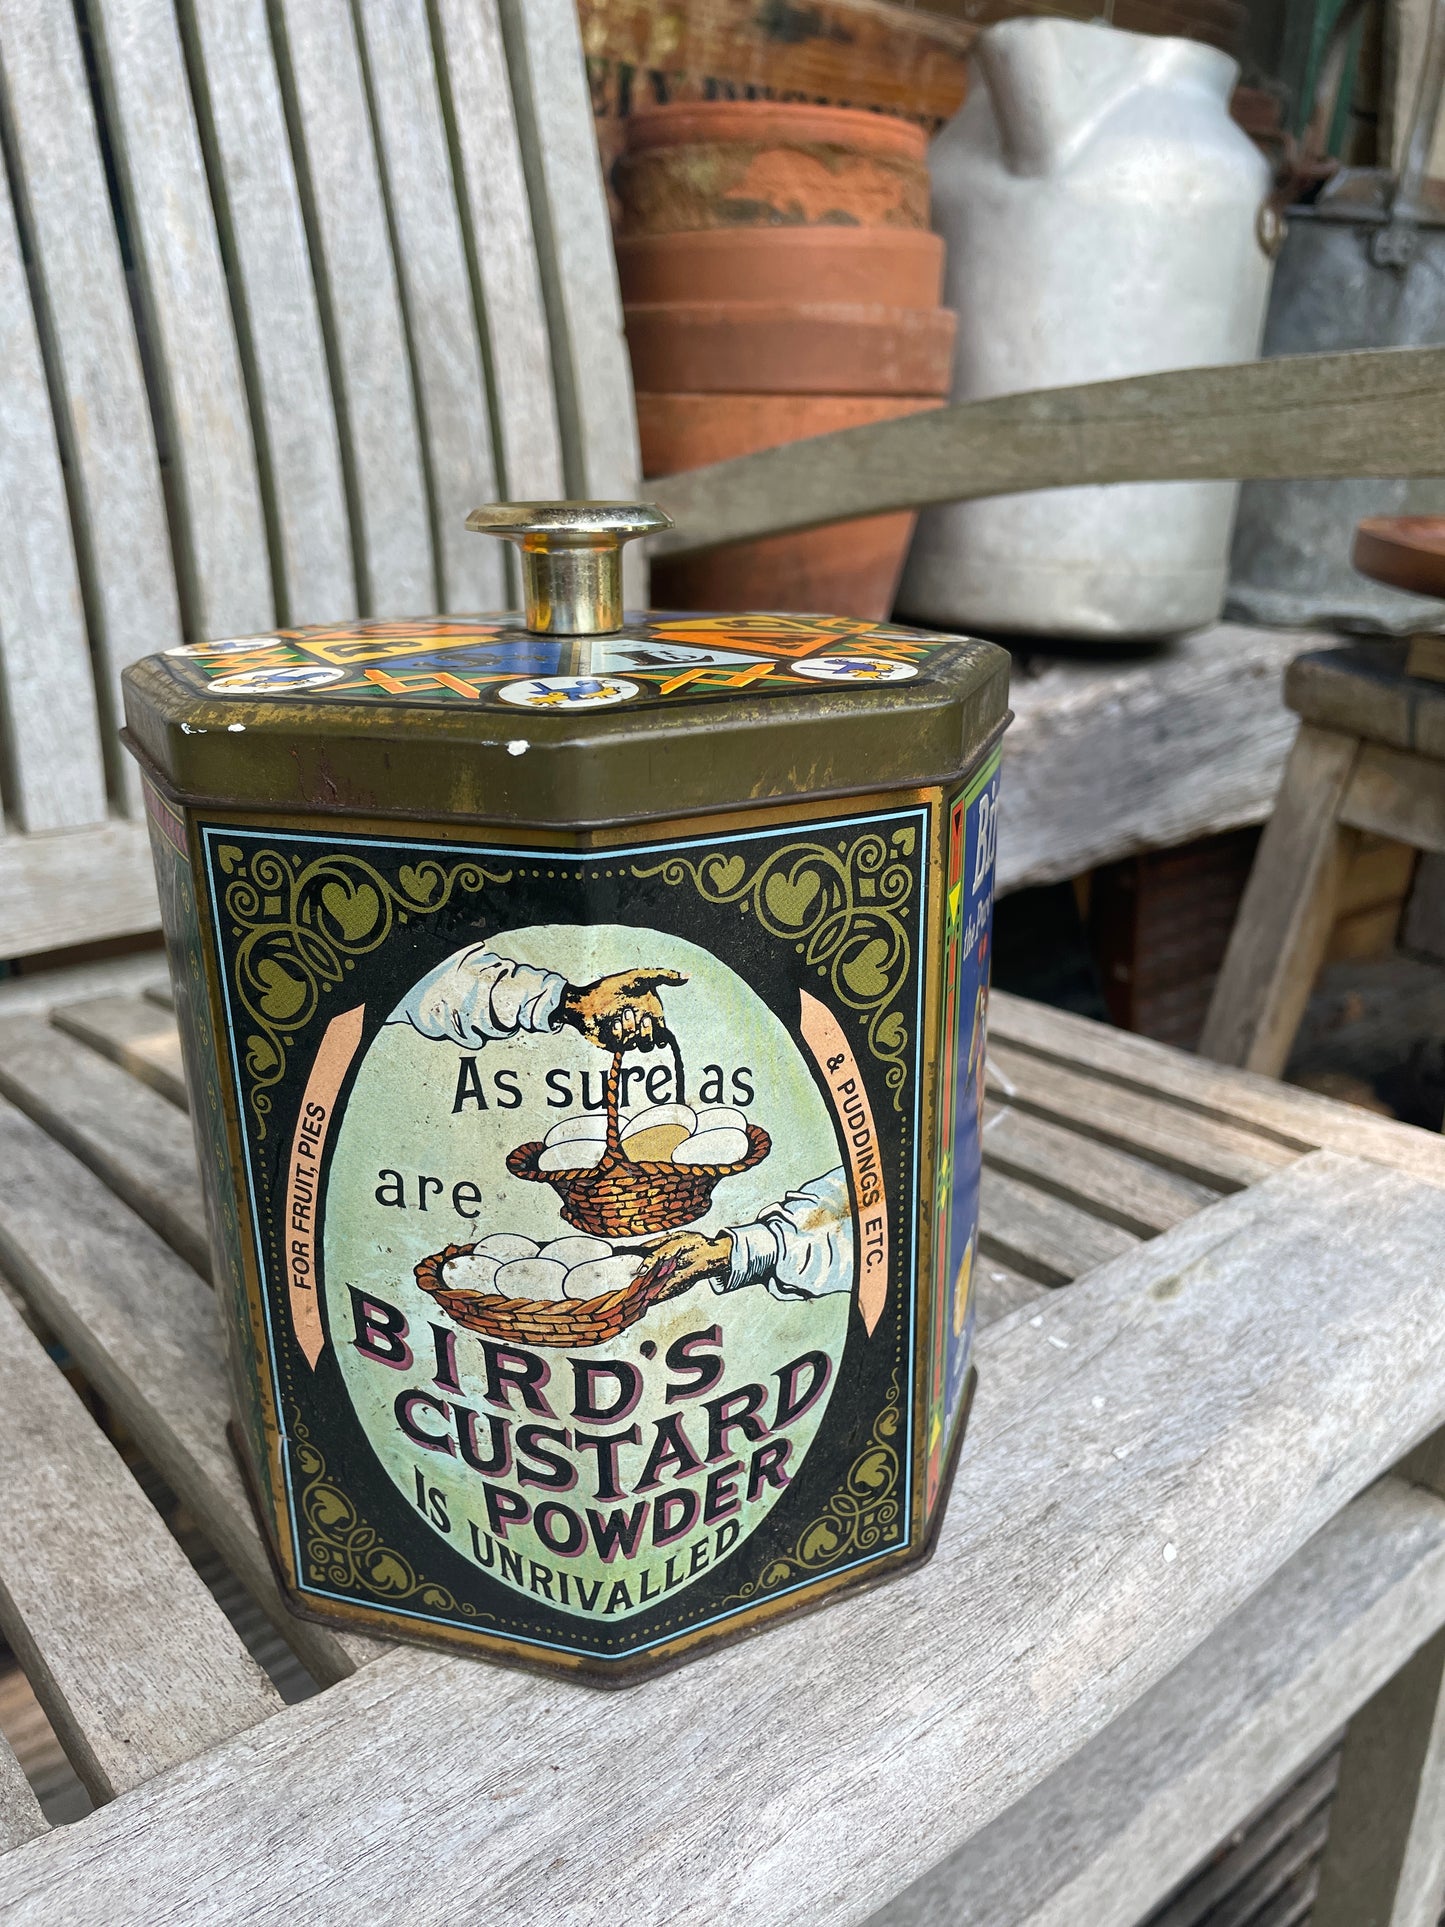 As sure as
are
BIRD'S
CUSTARD
POWDER
IS UNRIVALLED
FOR FRUIT, PIES
& PUDDINGS ETC.